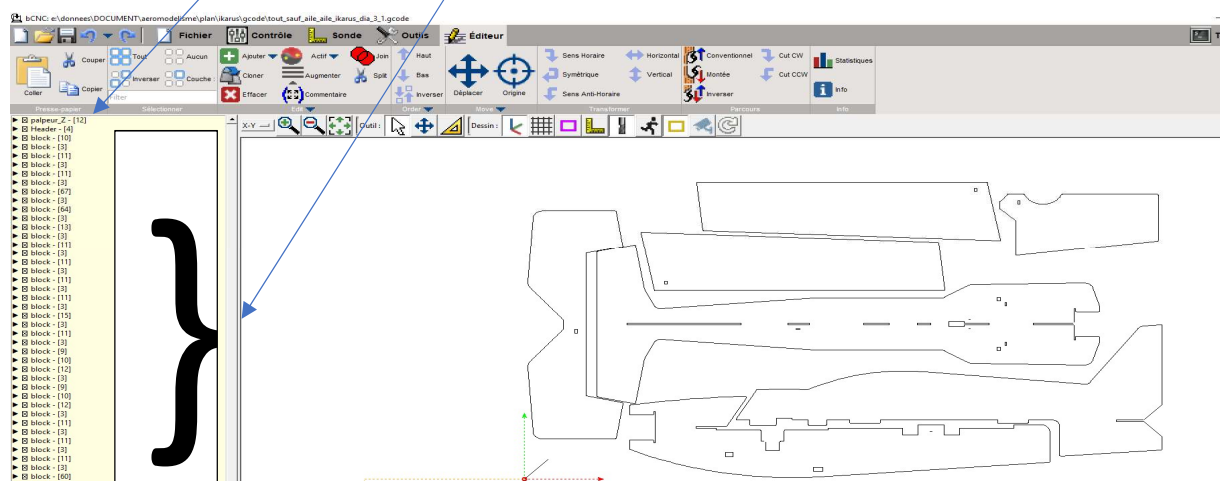 bCNC: e:\donnees\DOCUMENT\aeromodelisme\plan\ikarus\gcode\tout_sauf_aile_aile_ikarus_dia_3_1.gcode
Fichier Contrôle Sonde Outils Éditeur
Couper Tout Aucun Ajouter Actif Join Haut Sens Horaire Horizontal Conventionnel Cut CW Statistiques
Copier Inverser Couche : Cloner Augmenter Split Bas Symétrique Vertical Montée Cut CCW
Coller Filter Effacer Commentaire Inverser Déplacer Origine Sens Anti-Horaire Inverser Info
Presse-papier Sélectionner Edit Order Move Transformer Parcours Info
X-Y Outil : Dessin :
palpeur_Z - [12]
Header - [4]
block - [10]
block - [3]
block - [11]
block - [3]
block - [11]
block - [3]
block - [67]
block - [3]
block - [64]
block - [3]
block - [13]
block - [3]
block - [11]
block - [3]
block - [11]
block - [3]
block - [11]
block - [3]
block - [11]
block - [3]
block - [15]
block - [3]
block - [11]
block - [3]
block - [9]
block - [10]
block - [12]
block - [3]
block - [9]
block - [10]
block - [12]
block - [3]
block - [11]
block - [3]
block - [11]
block - [3]
block - [11]
block - [3]
block - [60]
}